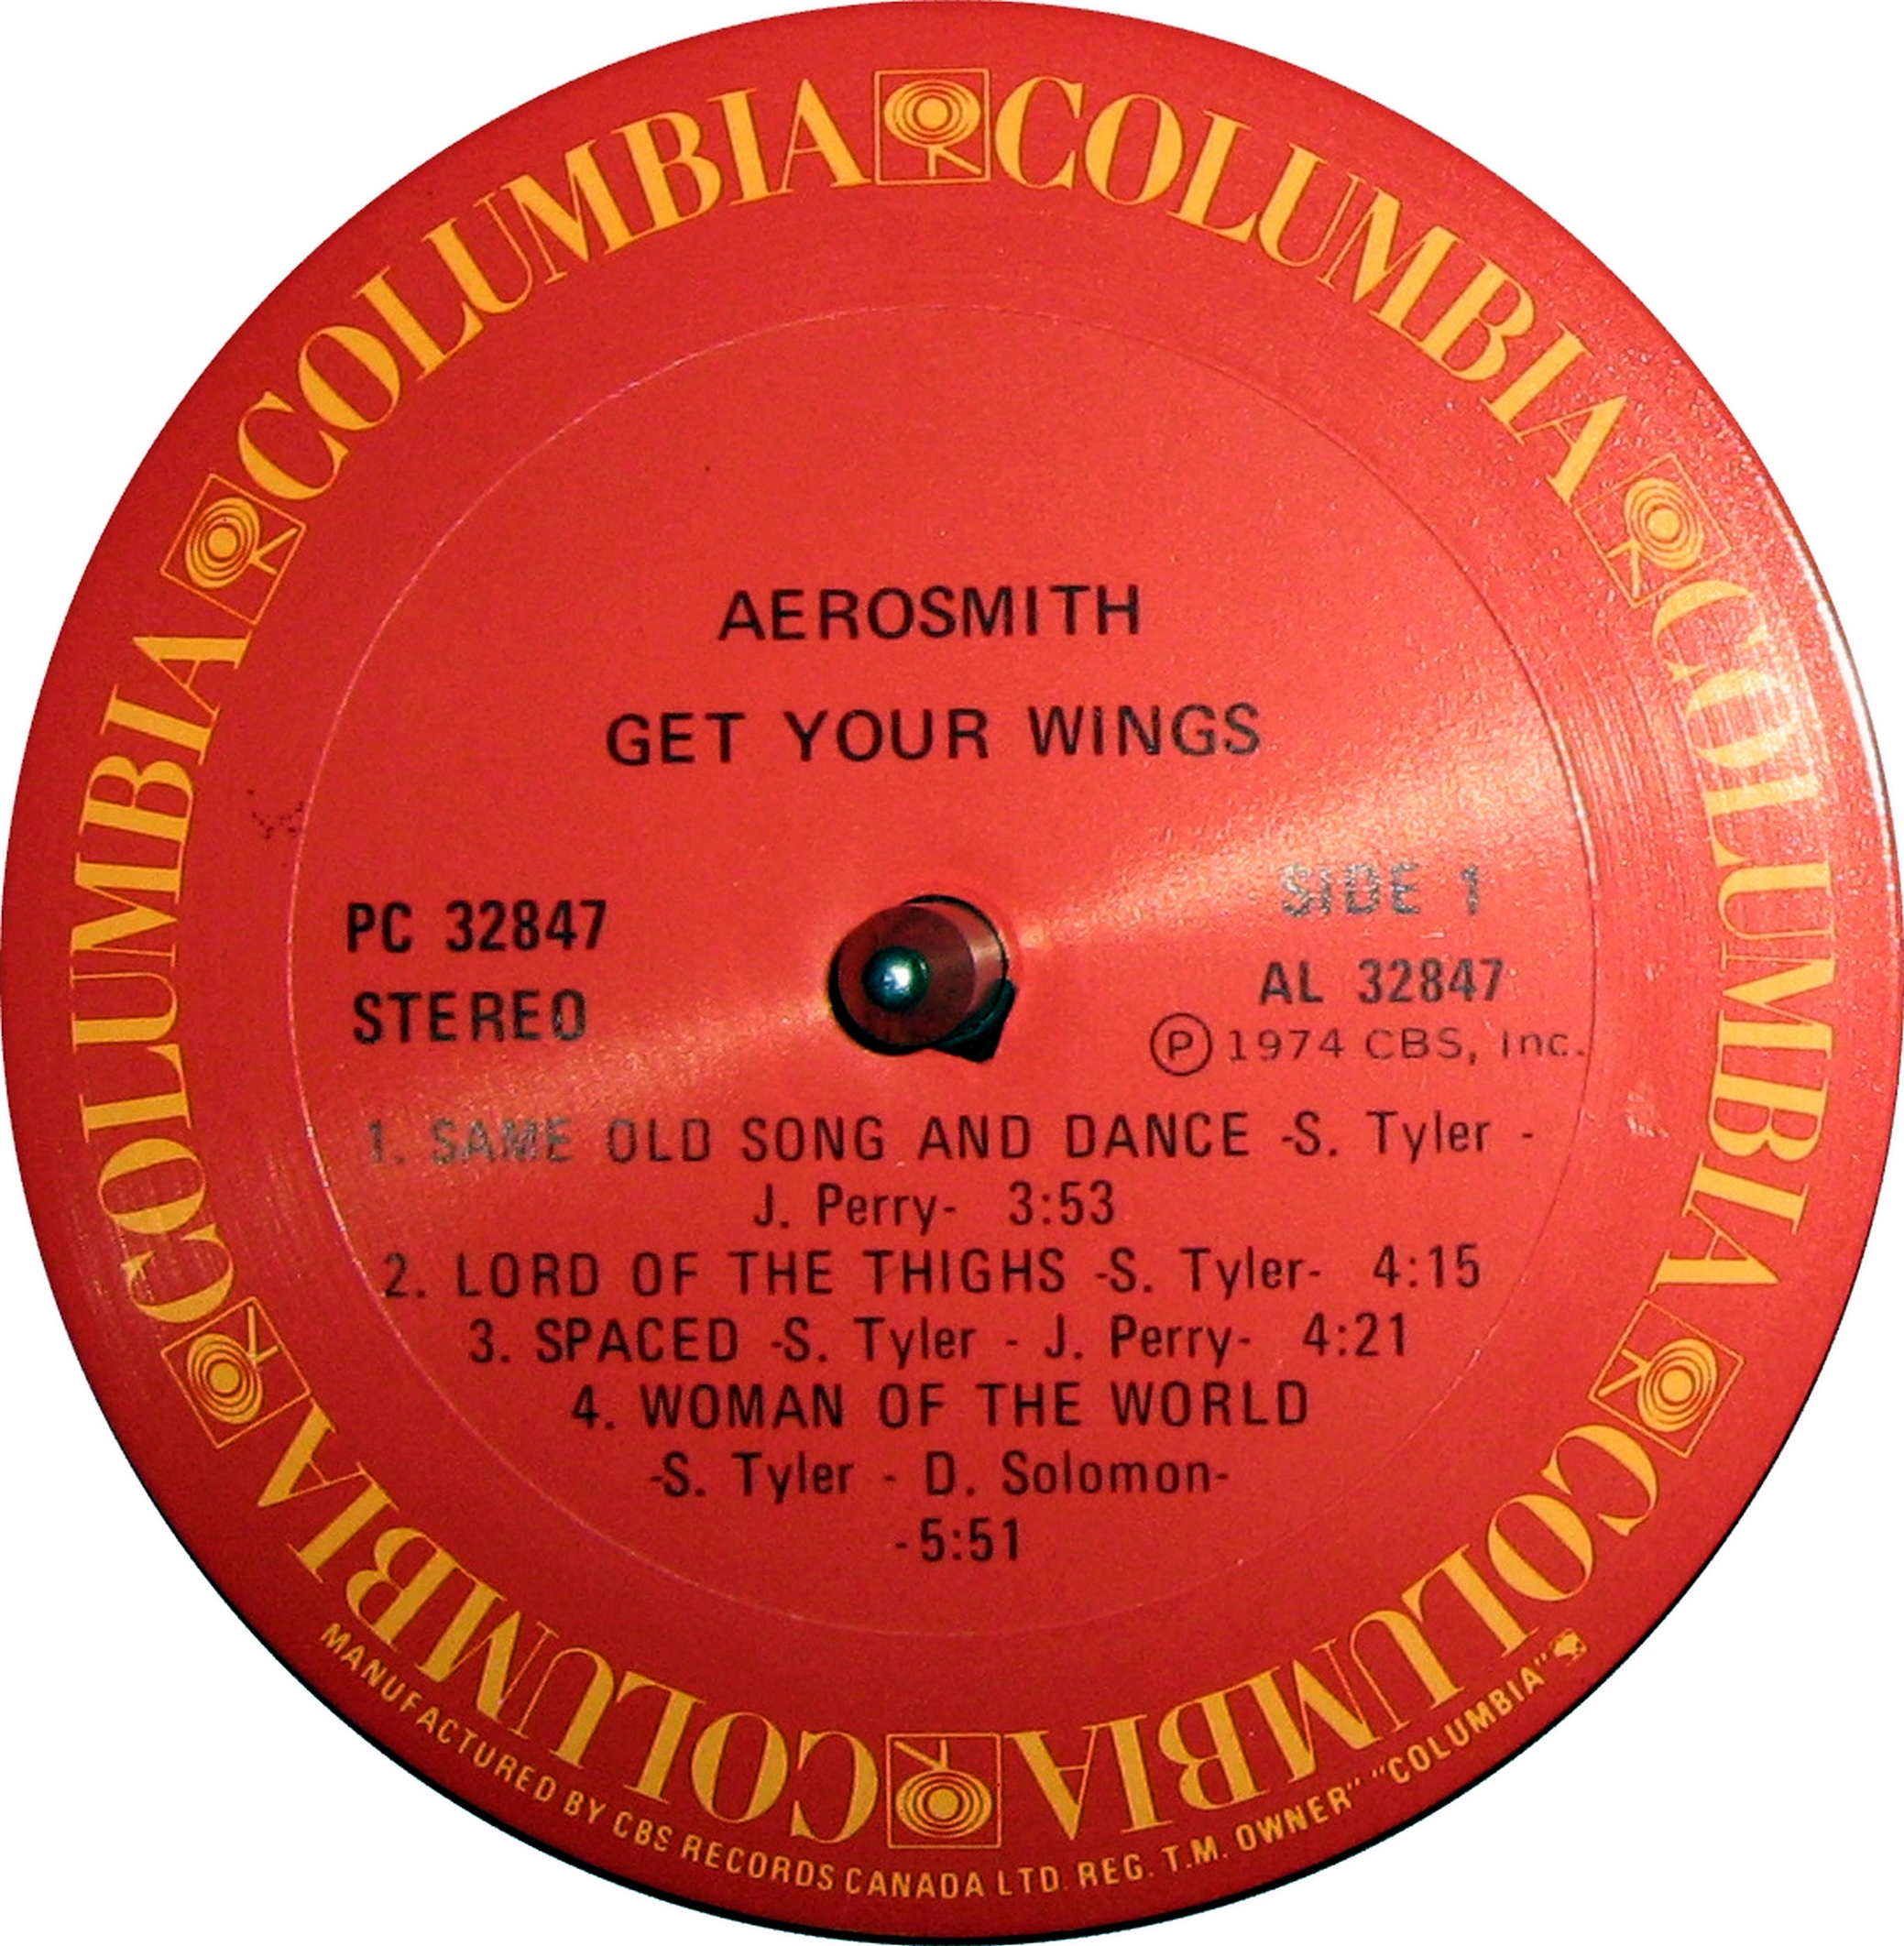 COLUMBIA COLUMBIA COLUMBIA COLUMBIA COLUMBIA COLUMBIA
AEROSMITH
GET YOUR WINGS
PC 32847
STEREO
SIDE 1
AL 32847
Ⓟ 1974 CBS, Inc.
1. SAME OLD SONG AND DANCE -S. Tyler -
J. Perry- 3:53
2. LORD OF THE THIGHS -S. Tyler- 4:15
3. SPACED -S. Tyler - J. Perry- 4:21
4. WOMAN OF THE WORLD
-S. Tyler - D. Solomon-
-5:51
MANUFACTURED BY CBS RECORDS CANADA LTD. REG. T.M. OWNER" "COLUMBIA"